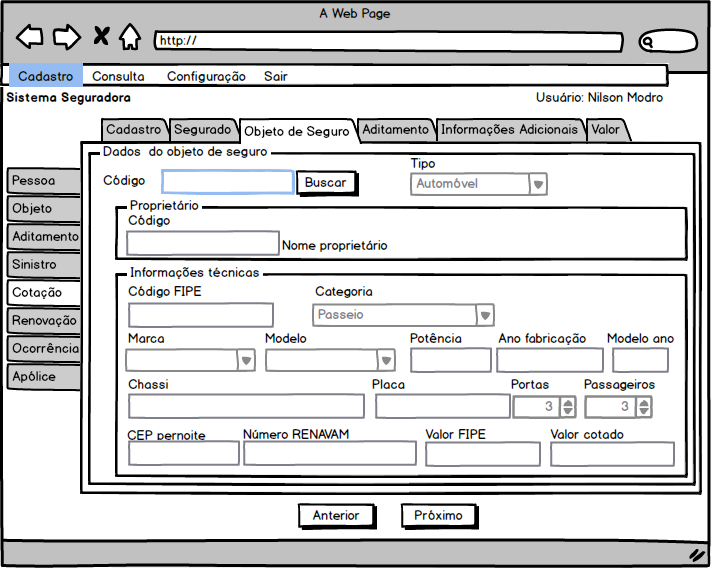 A Web Page
http://
Cadastro Consulta Configuração Sair
Sistema Seguradora Usuário: Nilson Modro
Cadastro Segurado Objeto de Seguro Aditamento Informações Adicionais Valor
Pessoa
Objeto
Aditamento
Sinistro
Cotação
Renovação
Ocorrência
Apólice
Dados do objeto de seguro
Código Buscar
Tipo
Automóvel
Proprietário
Código
Nome proprietário
Informações técnicas
Código FIPE Categoria
Passeio
Marca Modelo Potência Ano fabricação Modelo ano
Chassi Placa Portas Passageiros
3 3
CEP pernoite Número RENAVAM Valor FIPE Valor cotado
Anterior Próximo